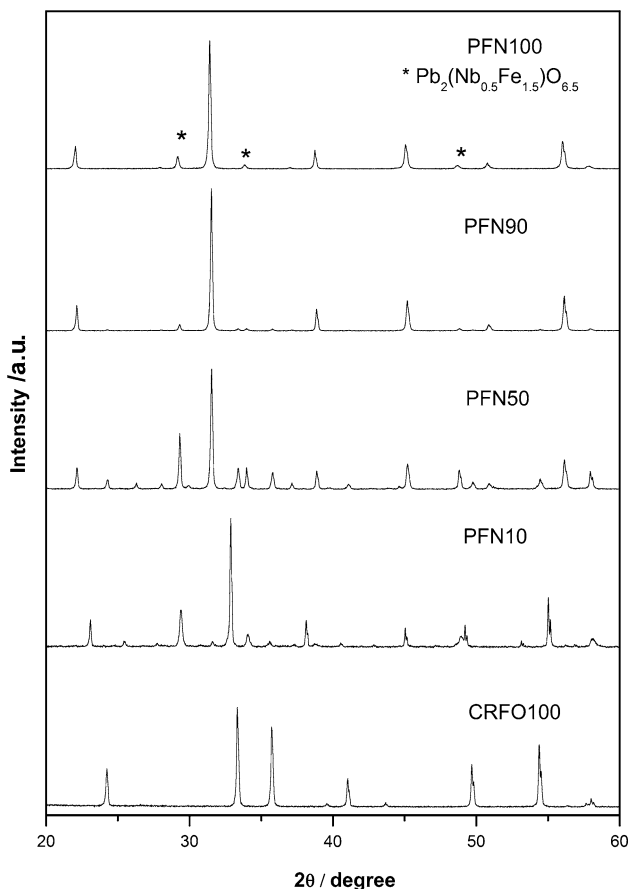 PFN100
* Pb₂(Nb₀.₅Fe₁.₅)O₆.₅
*
*
*
PFN90
PFN50
PFN10
CRFO100
Intensity /a.u.
20 30 40 50 60
2θ / degree